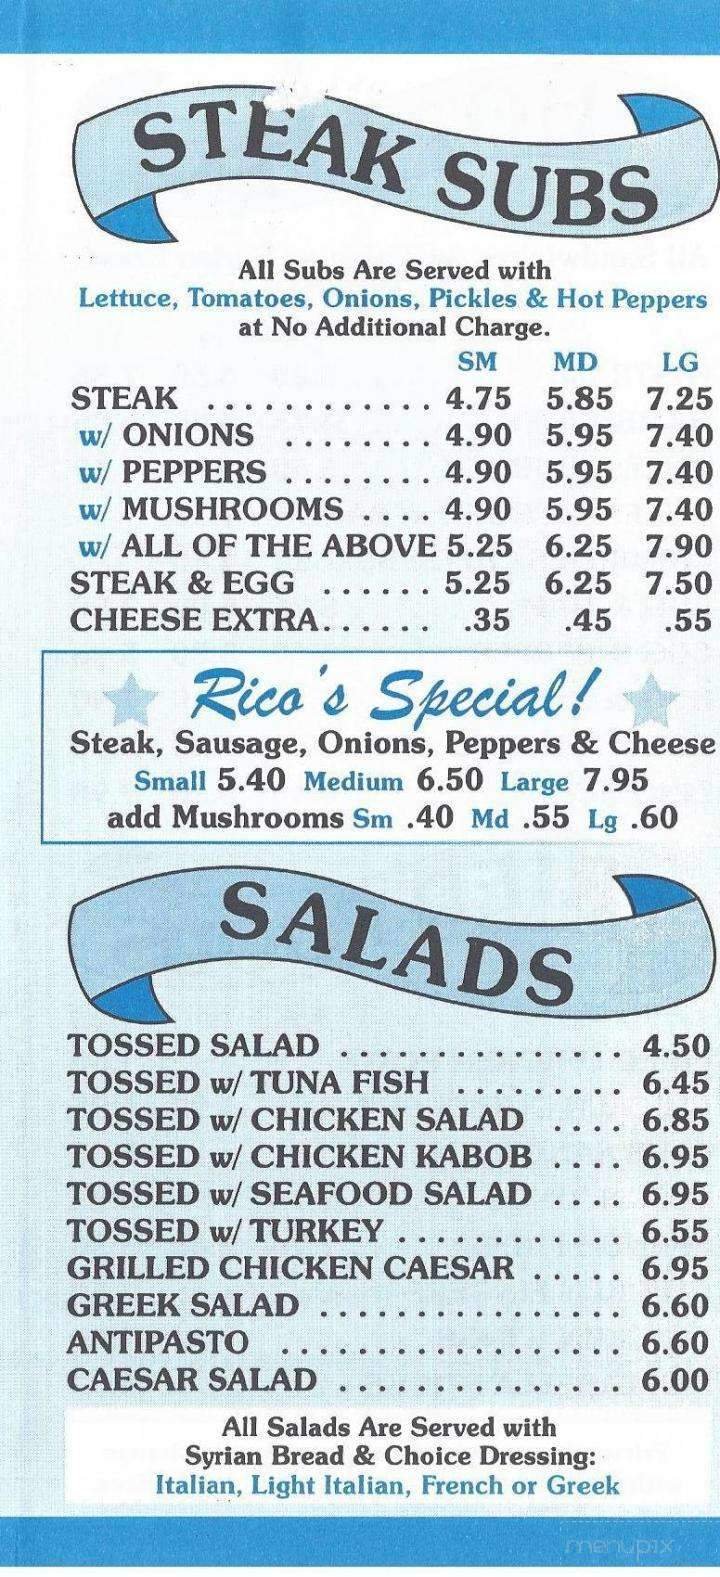 STEAK SUBS
All Subs Are Served with
Lettuce, Tomatoes, Onions, Pickles & Hot Peppers
at No Additional Charge.
SM MD LG
STEAK ............ 4.75 5.85 7.25
w/ ONIONS ........ 4.90 5.95 7.40
w/ PEPPERS ........ 4.90 5.95 7.40
w/ MUSHROOMS .... 4.90 5.95 7.40
w/ ALL OF THE ABOVE 5.25 6.25 7.90
STEAK & EGG ...... 5.25 6.25 7.50
CHEESE EXTRA...... .35 .45 .55
Rico's Special!
Steak, Sausage, Onions, Peppers & Cheese
Small 5.40 Medium 6.50 Large 7.95
add Mushrooms Sm .40 Md .55 Lg .60
SALADS
TOSSED SALAD ............... 4.50
TOSSED w/ TUNA FISH ......... 6.45
TOSSED w/ CHICKEN SALAD .... 6.85
TOSSED w/ CHICKEN KABOB .... 6.95
TOSSED w/ SEAFOOD SALAD .... 6.95
TOSSED w/ TURKEY ............ 6.55
GRILLED CHICKEN CAESAR ..... 6.95
GREEK SALAD ................ 6.60
ANTIPASTO .................. 6.60
CAESAR SALAD ............... 6.00
All Salads Are Served with
Syrian Bread & Choice Dressing:
Italian, Light Italian, French or Greek
menupix